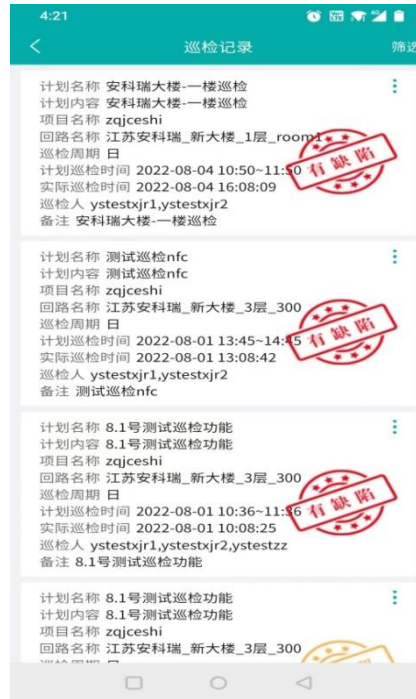 4:21
巡检记录
筛选
计划名称 安科瑞大楼-一楼巡检
计划内容 安科瑞大楼-一楼巡检
项目名称 zqjceshi
回路名称 江苏安科瑞_新大楼_1层_room1
巡检周期 日
计划巡检时间 2022-08-04 10:50~11:50
实际巡检时间 2022-08-04 16:08:09
巡检人 ystestxjr1,ystestxjr2
备注 安科瑞大楼-一楼巡检
有缺陷
计划名称 测试巡检nfc
计划内容 测试巡检nfc
项目名称 zqjceshi
回路名称 江苏安科瑞_新大楼_3层_300
巡检周期 日
计划巡检时间 2022-08-01 13:45~14:45
实际巡检时间 2022-08-01 13:08:42
巡检人 ystestxjr1,ystestxjr2
备注 测试巡检nfc
有缺陷
计划名称 8.1号测试巡检功能
计划内容 8.1号测试巡检功能
项目名称 zqjceshi
回路名称 江苏安科瑞_新大楼_3层_300
巡检周期 日
计划巡检时间 2022-08-01 10:36~11:36
实际巡检时间 2022-08-01 10:08:25
巡检人 ystestxjr1,ystestxjr2,ystestzz
备注 8.1号测试巡检功能
有缺陷
计划名称 8.1号测试巡检功能
计划内容 8.1号测试巡检功能
项目名称 zqjceshi
回路名称 江苏安科瑞_新大楼_3层_300